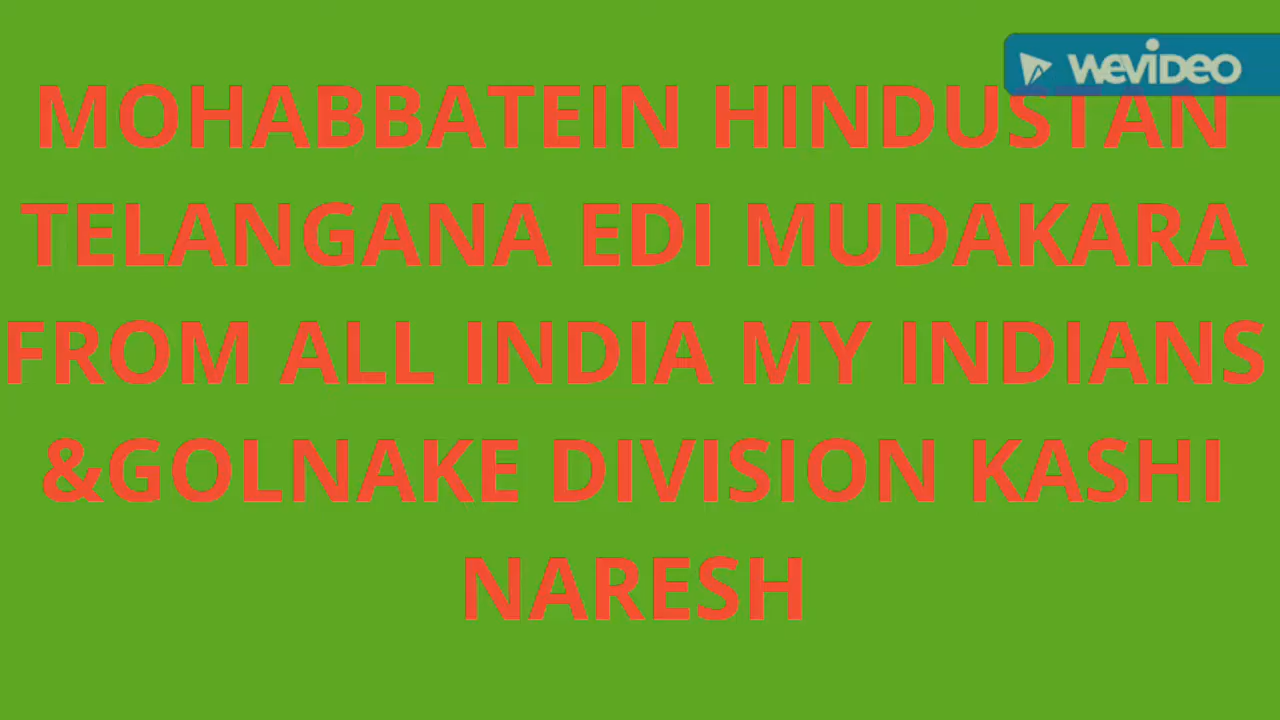 WEVIDEO
MOHABBATEIN HINDUSTAN
TELANGANA EDI MUDAKARA
FROM ALL INDIA MY INDIANS
&GOLNAKE DIVISION KASHI
NARESH